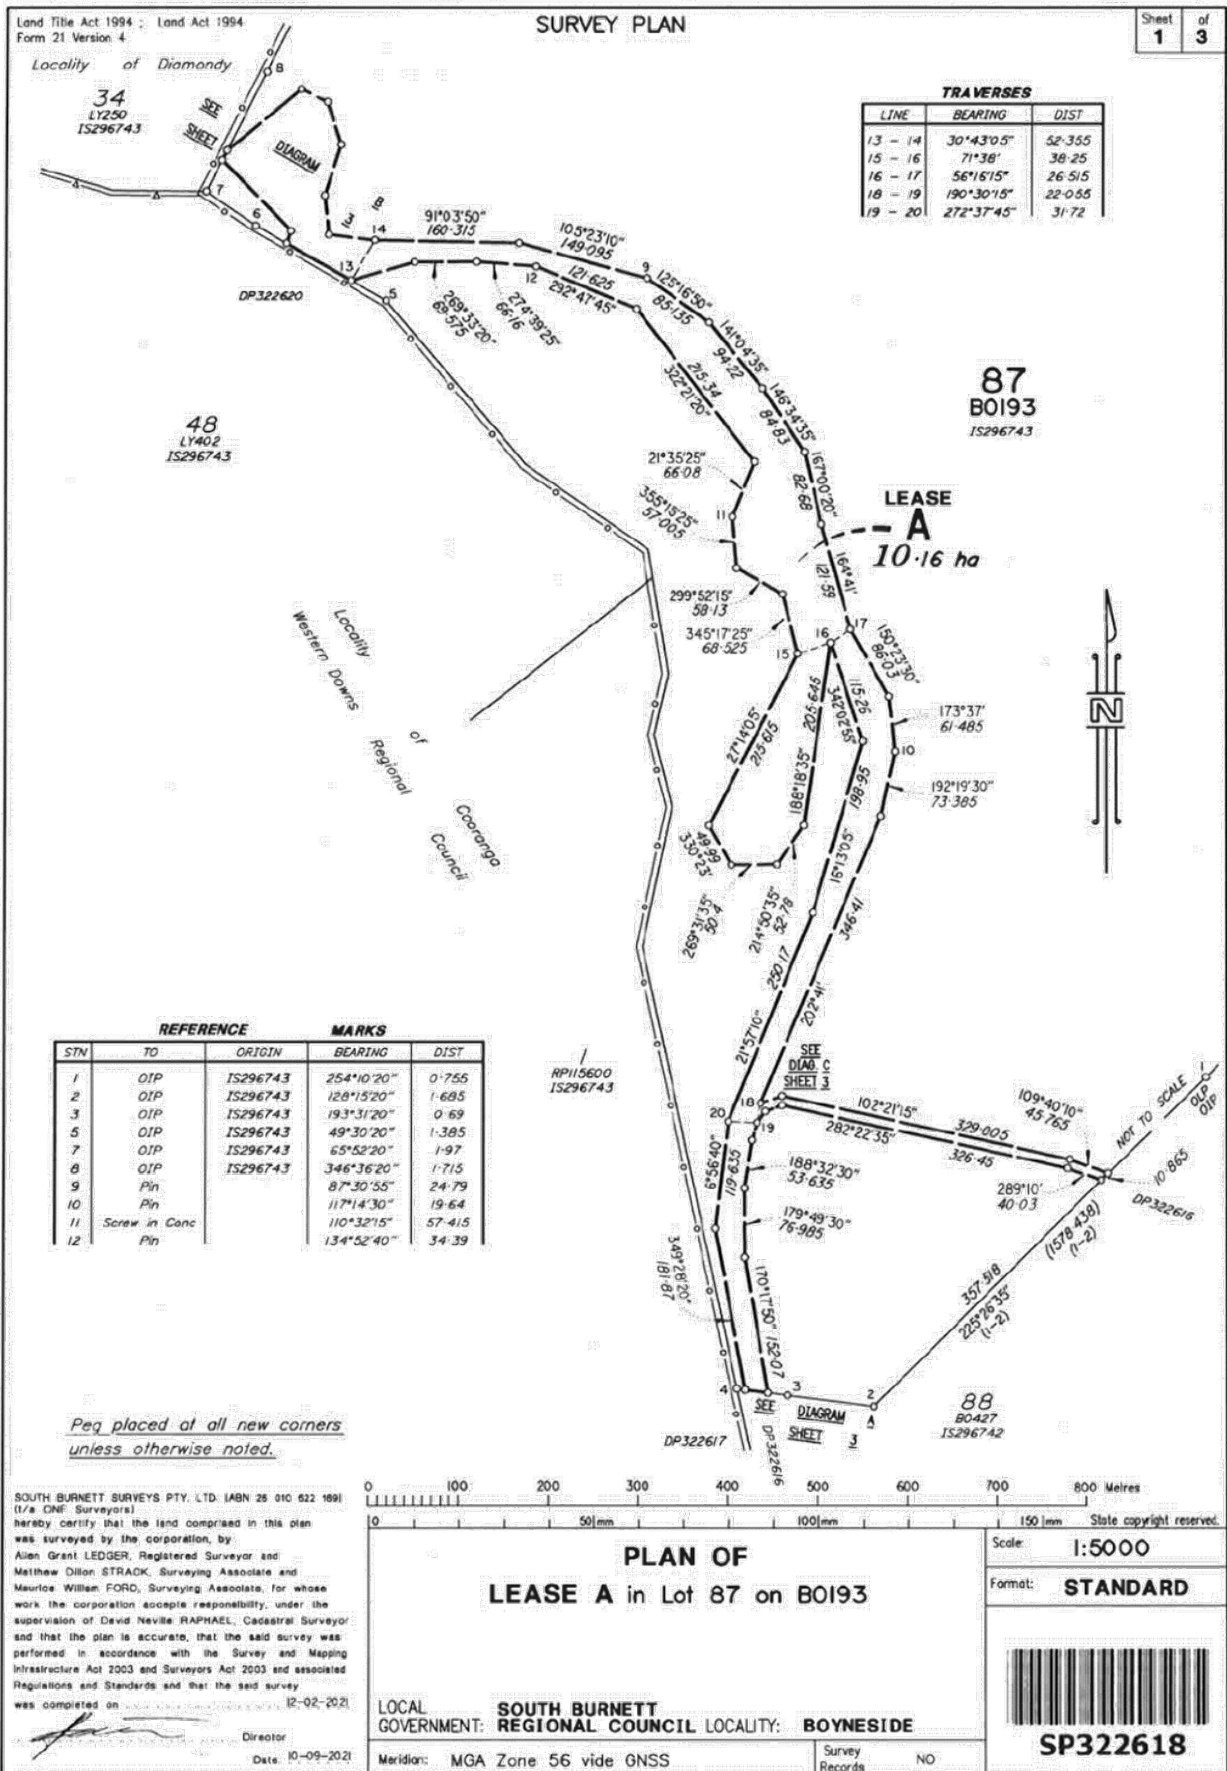 Land Title Act 1994 ; Land Act 1994
Form 21 Version 4
SURVEY PLAN
Sheet of
1 3
Locality of Diamondy
34
LY250
IS296743
SEE
SHEET
DIAGRAM
B
8
7
6
13
14
5
DP322620
TRAVERSES
LINE BEARING DIST
13 - 14 30°43'05" 52·355
15 - 16 71°38' 38·25
16 - 17 56°16'15" 26·515
18 - 19 190°30'15" 22·055
19 - 20 272°37'45" 31·72
91°03'50"
160·315
105°23'10"
149·095
9
125°16'50"
85·135
141°04'35"
94·22
146°34'35"
84·83
167°00'20"
82·68
164°41'
121·59
12
121·625
292°47'45"
269°33'20"
69·575
274°39'25"
66·16
215·34
322°21'20"
48
LY402
IS296743
87
BO193
IS296743
LEASE
A
10·16 ha
21°35'25"
66·08
11
355°15'25"
57·005
299°52'15"
58·13
345°17'25"
68·525
15
16
17
150°23'30"
86·03
173°37'
61·485
10
192°19'30"
73·385
115·26
342°02'55"
205·645
188°18'35"
27°14'05"
215·615
198·95
16°13'05"
49·99
330°23'
269°31'35"
50·4
214°50'35"
52·78
346·41
202°41'
250·17
21°57'10"
Locality of Cooranga
Western Downs Regional Council
N
REFERENCE MARKS
STN TO ORIGIN BEARING DIST
1 OIP IS296743 254°10'20" 0·755
2 OIP IS296743 128°15'20" 1·685
3 OIP IS296743 193°31'20" 0·69
5 OIP IS296743 49°30'20" 1·385
7 OIP IS296743 65°52'20" 1·97
8 OIP IS296743 346°36'20" 1·715
9 Pin 87°30'55" 24·79
10 Pin 117°14'30" 19·64
11 Screw in Conc 110°32'15" 57·415
12 Pin 134°52'40" 34·39
1
RP115600
IS296743
SEE
DIAG. C
SHEET 3
18
19
20
102°21'15"
329·005
282°22'35"
326·45
109°40'10"
45·765
NOT TO SCALE
1
OLP
OIP
10·865
DP322616
289°10'
40·03
(1578·438)
(1-2)
357·518
225°26'35"
(1-2)
6°56'40"
119·635
188°32'30"
53·635
179°49'30"
76·985
349°28'20"
181·87
170°17'50"
152·07
4
3
2
SEE DIAGRAM A
SHEET 3
DP322617
DP322616
88
BO427
IS296742
Peg placed at all new corners
unless otherwise noted.
SOUTH BURNETT SURVEYS PTY. LTD. (ABN 26 010 622 169)
(t/a ONF Surveyors)
hereby certify that the land comprised in this plan
was surveyed by the corporation, by
Allen Grant LEDGER, Registered Surveyor and
Matthew Dillon STRACK, Surveying Associate and
Maurice William FORD, Surveying Associate, for whose
work the corporation accepts responsibility, under the
supervision of David Neville RAPHAEL, Cadastral Surveyor
and that the plan is accurate, that the said survey was
performed in accordance with the Survey and Mapping
Infrastructure Act 2003 and Surveyors Act 2003 and associated
Regulations and Standards and that the said survey
was completed on 12-02-2021
Director
Date 10-09-2021
0 100 200 300 400 500 600 700 800 Metres
0 50mm 100mm 150mm State copyright reserved.
PLAN OF
LEASE A in Lot 87 on BO193
Scale: 1:5000
Format: STANDARD
LOCAL GOVERNMENT: SOUTH BURNETT REGIONAL COUNCIL LOCALITY: BOYNESIDE
Meridian: MGA Zone 56 vide GNSS
Survey Records NO
SP322618